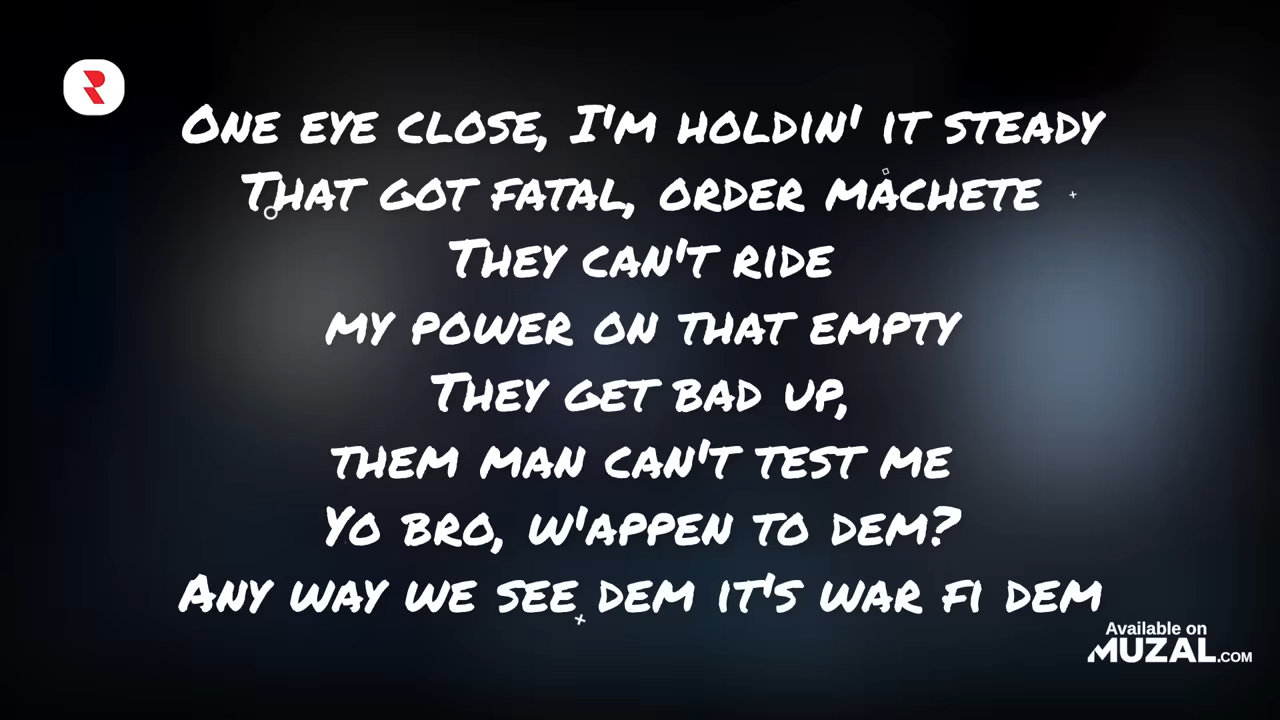 One eye close, I'm holdin' it steady
That got fatal, order machete
They can't ride
my power on that empty
They get bad up,
them man can't test me
Yo bro, w'appen to dem?
Any way we see dem it's war fi dem
Available on
MUZAL.COM